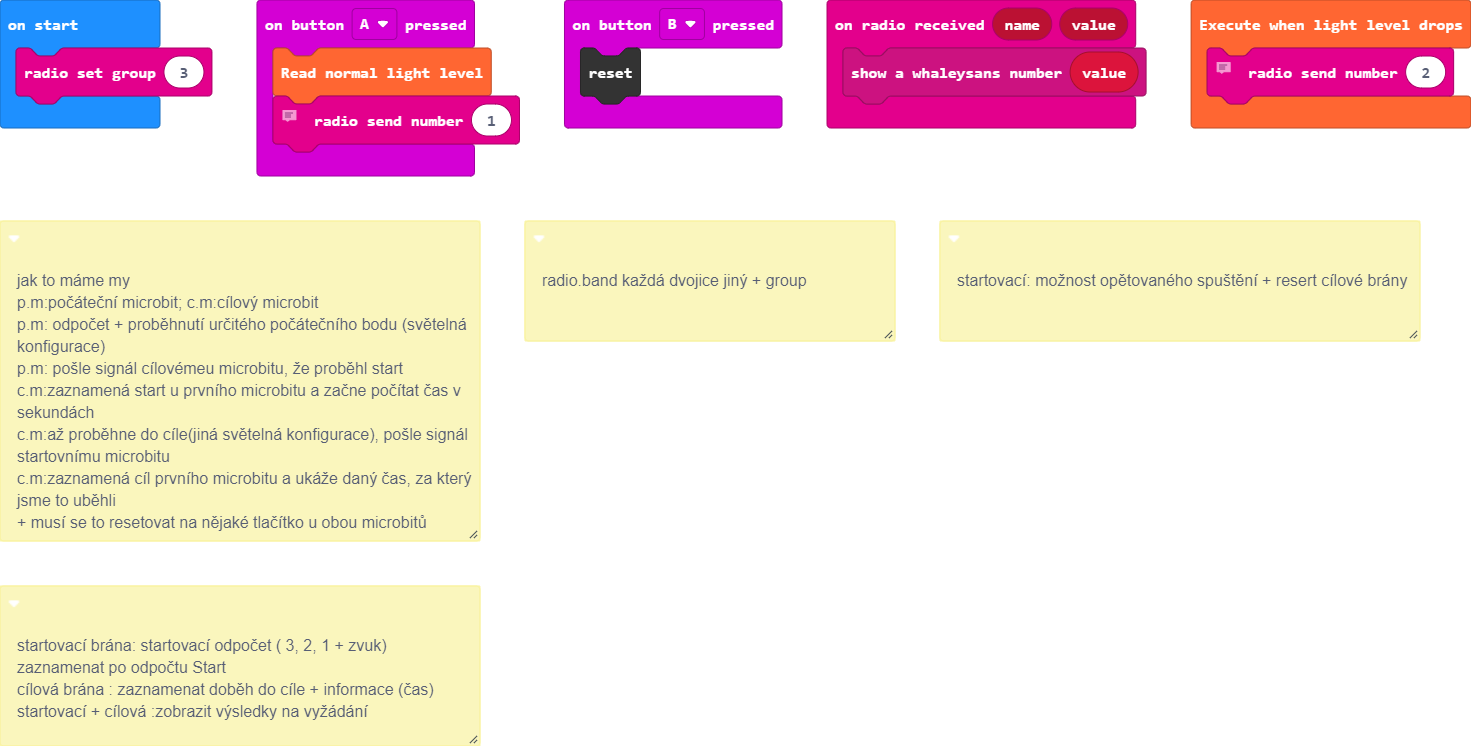 on start
radio set group 3
on button A pressed
Read normal light level
radio send number 1
on button B pressed
reset
on radio received name value
show a whaleysans number value
Execute when light level drops
radio send number 2
jak to máme my
p.m:počáteční microbit; c.m:cílový microbit
p.m: odpočet + proběhnutí určitého počátečního bodu (světelná
konfigurace)
p.m: pošle signál cílovémeu microbitu, že proběhl start
c.m:zaznamená start u prvního microbitu a začne počítat čas v
sekundách
c.m:až proběhne do cíle(jiná světelná konfigurace), pošle signál
startovnímu microbitu
c.m:zaznamená cíl prvního microbitu a ukáže daný čas, za který
jsme to uběhli
+ musí se to resetovat na nějaké tlačítko u obou microbitů
radio.band každá dvojice jiný + group
startovací: možnost opětovaného spuštění + resert cílové brány
startovací brána: startovací odpočet ( 3, 2, 1 + zvuk)
zaznamenat po odpočtu Start
cílová brána : zaznamenat doběh do cíle + informace (čas)
startovací + cílová :zobrazit výsledky na vyžádání